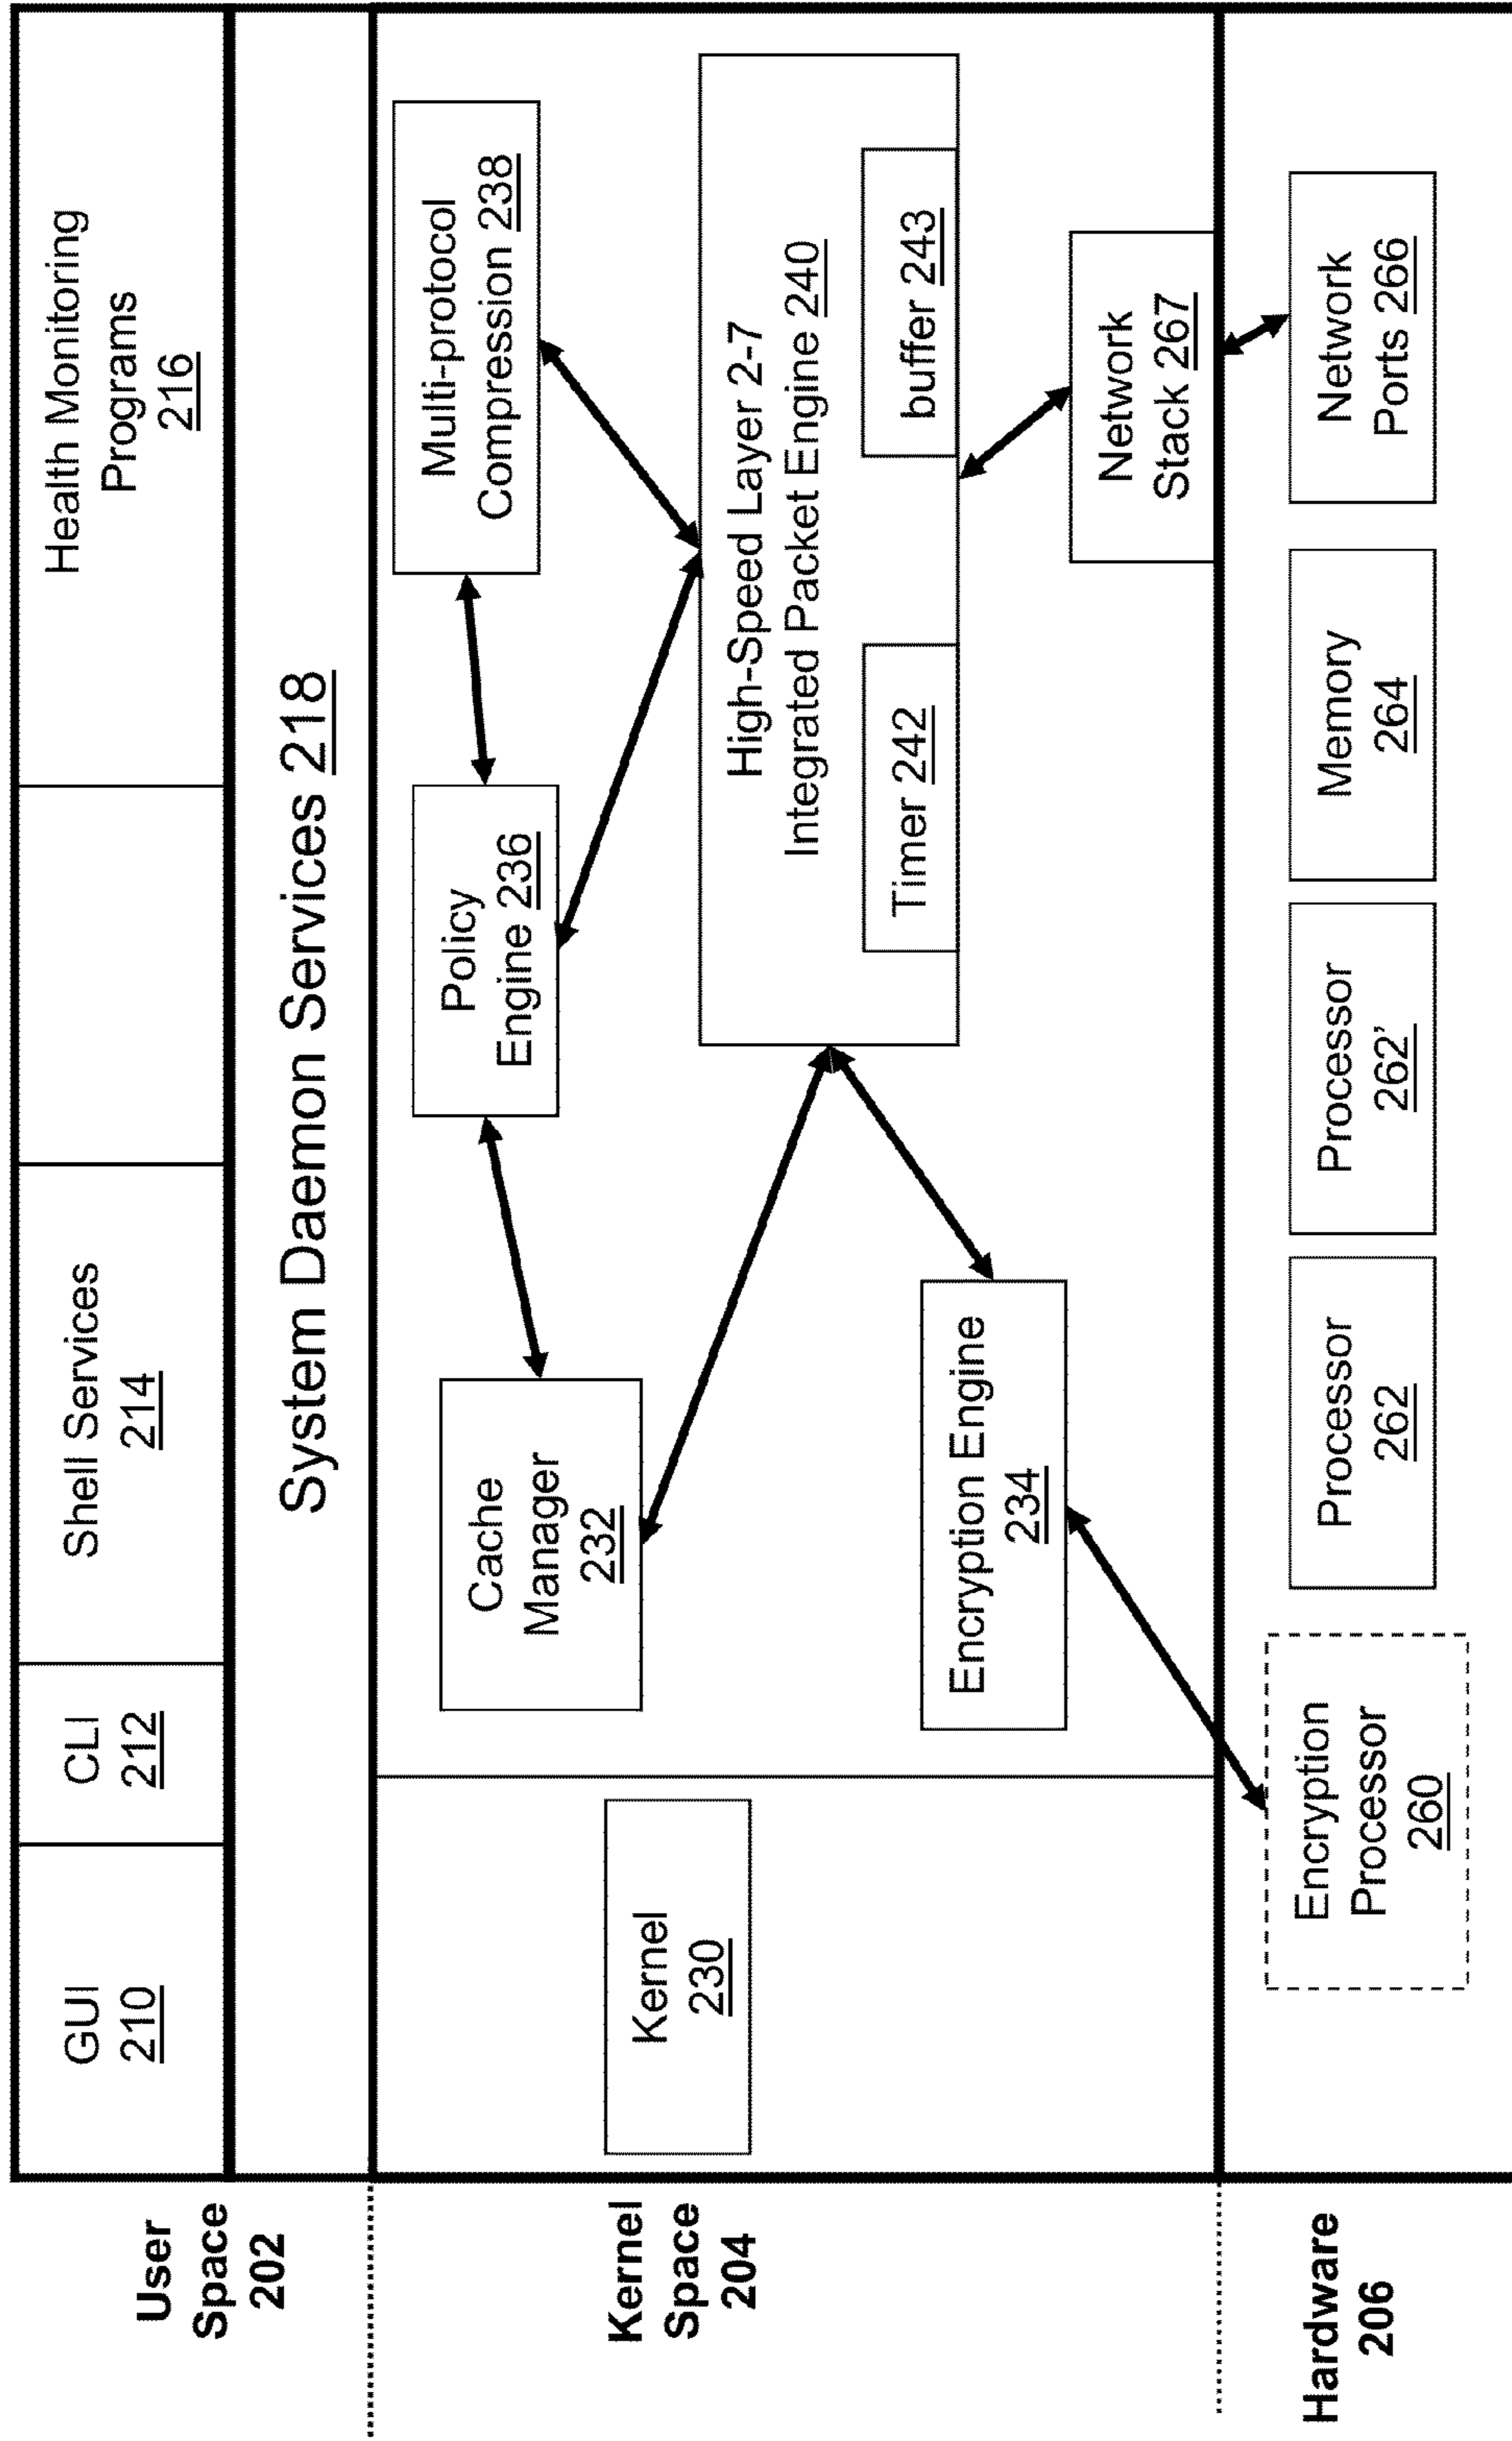 User
Space
202
GUI
210
CLI
212
Shell Services
214
Health Monitoring
Programs
216
System Daemon Services 218
Kernel
Space
204
Kernel
230
Cache
Manager
232
Policy
Engine 236
Multi-protocol
Compression 238
High-Speed Layer 2-7
Integrated Packet Engine 240
Timer 242
buffer 243
Encryption Engine
234
Network
Stack 267
Hardware
206
Encryption
Processor
260
Processor
262
Processor
262’
Memory
264
Network
Ports 266